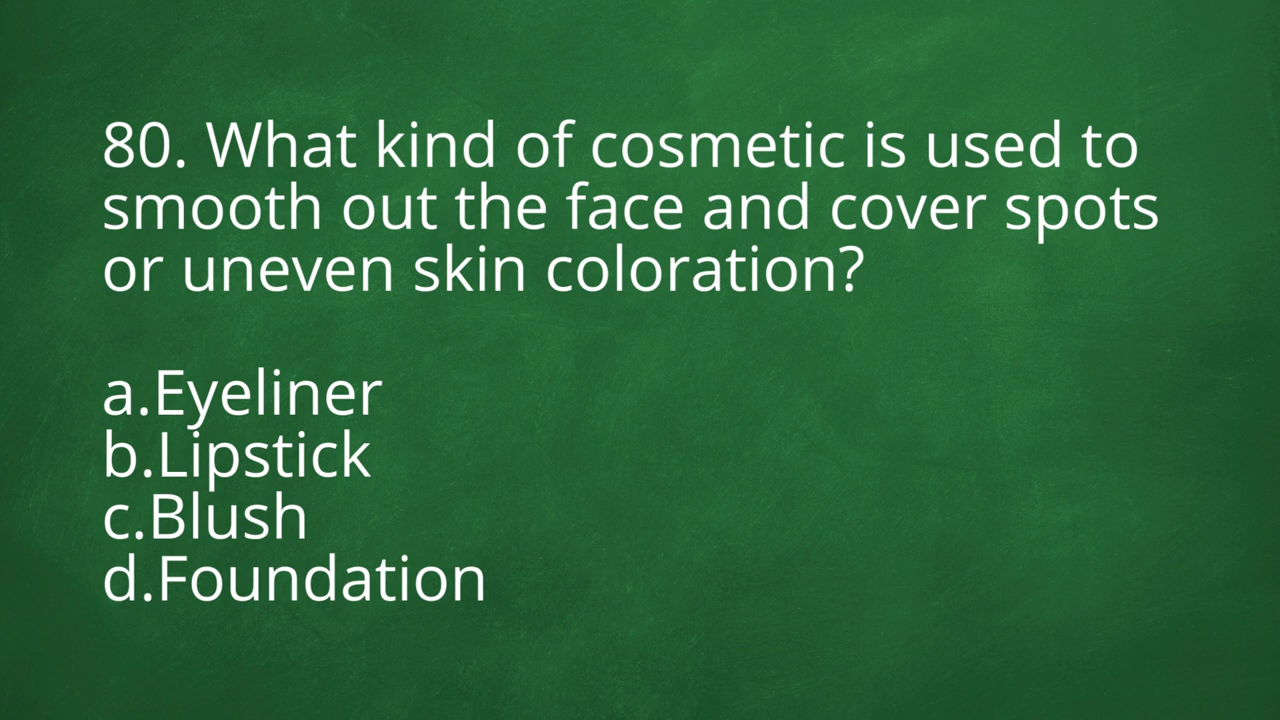 80. What kind of cosmetic is used to
smooth out the face and cover spots
or uneven skin coloration?
a.Eyeliner
b.Lipstick
c.Blush
d.Foundation